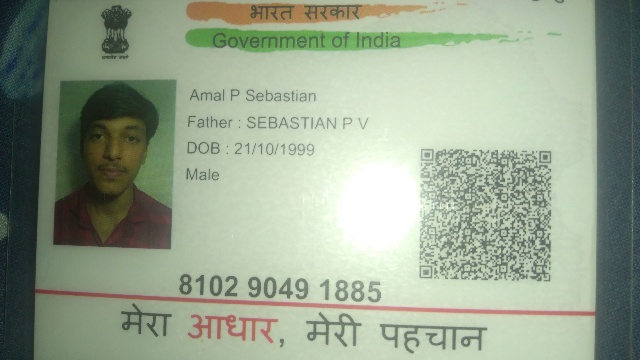 भारत सरकार
Government of India
Amal P Sebastian
Father : SEBASTIAN P V
DOB : 21/10/1999
Male
8102 9049 1885
मेरा आधार, मेरी पहचान